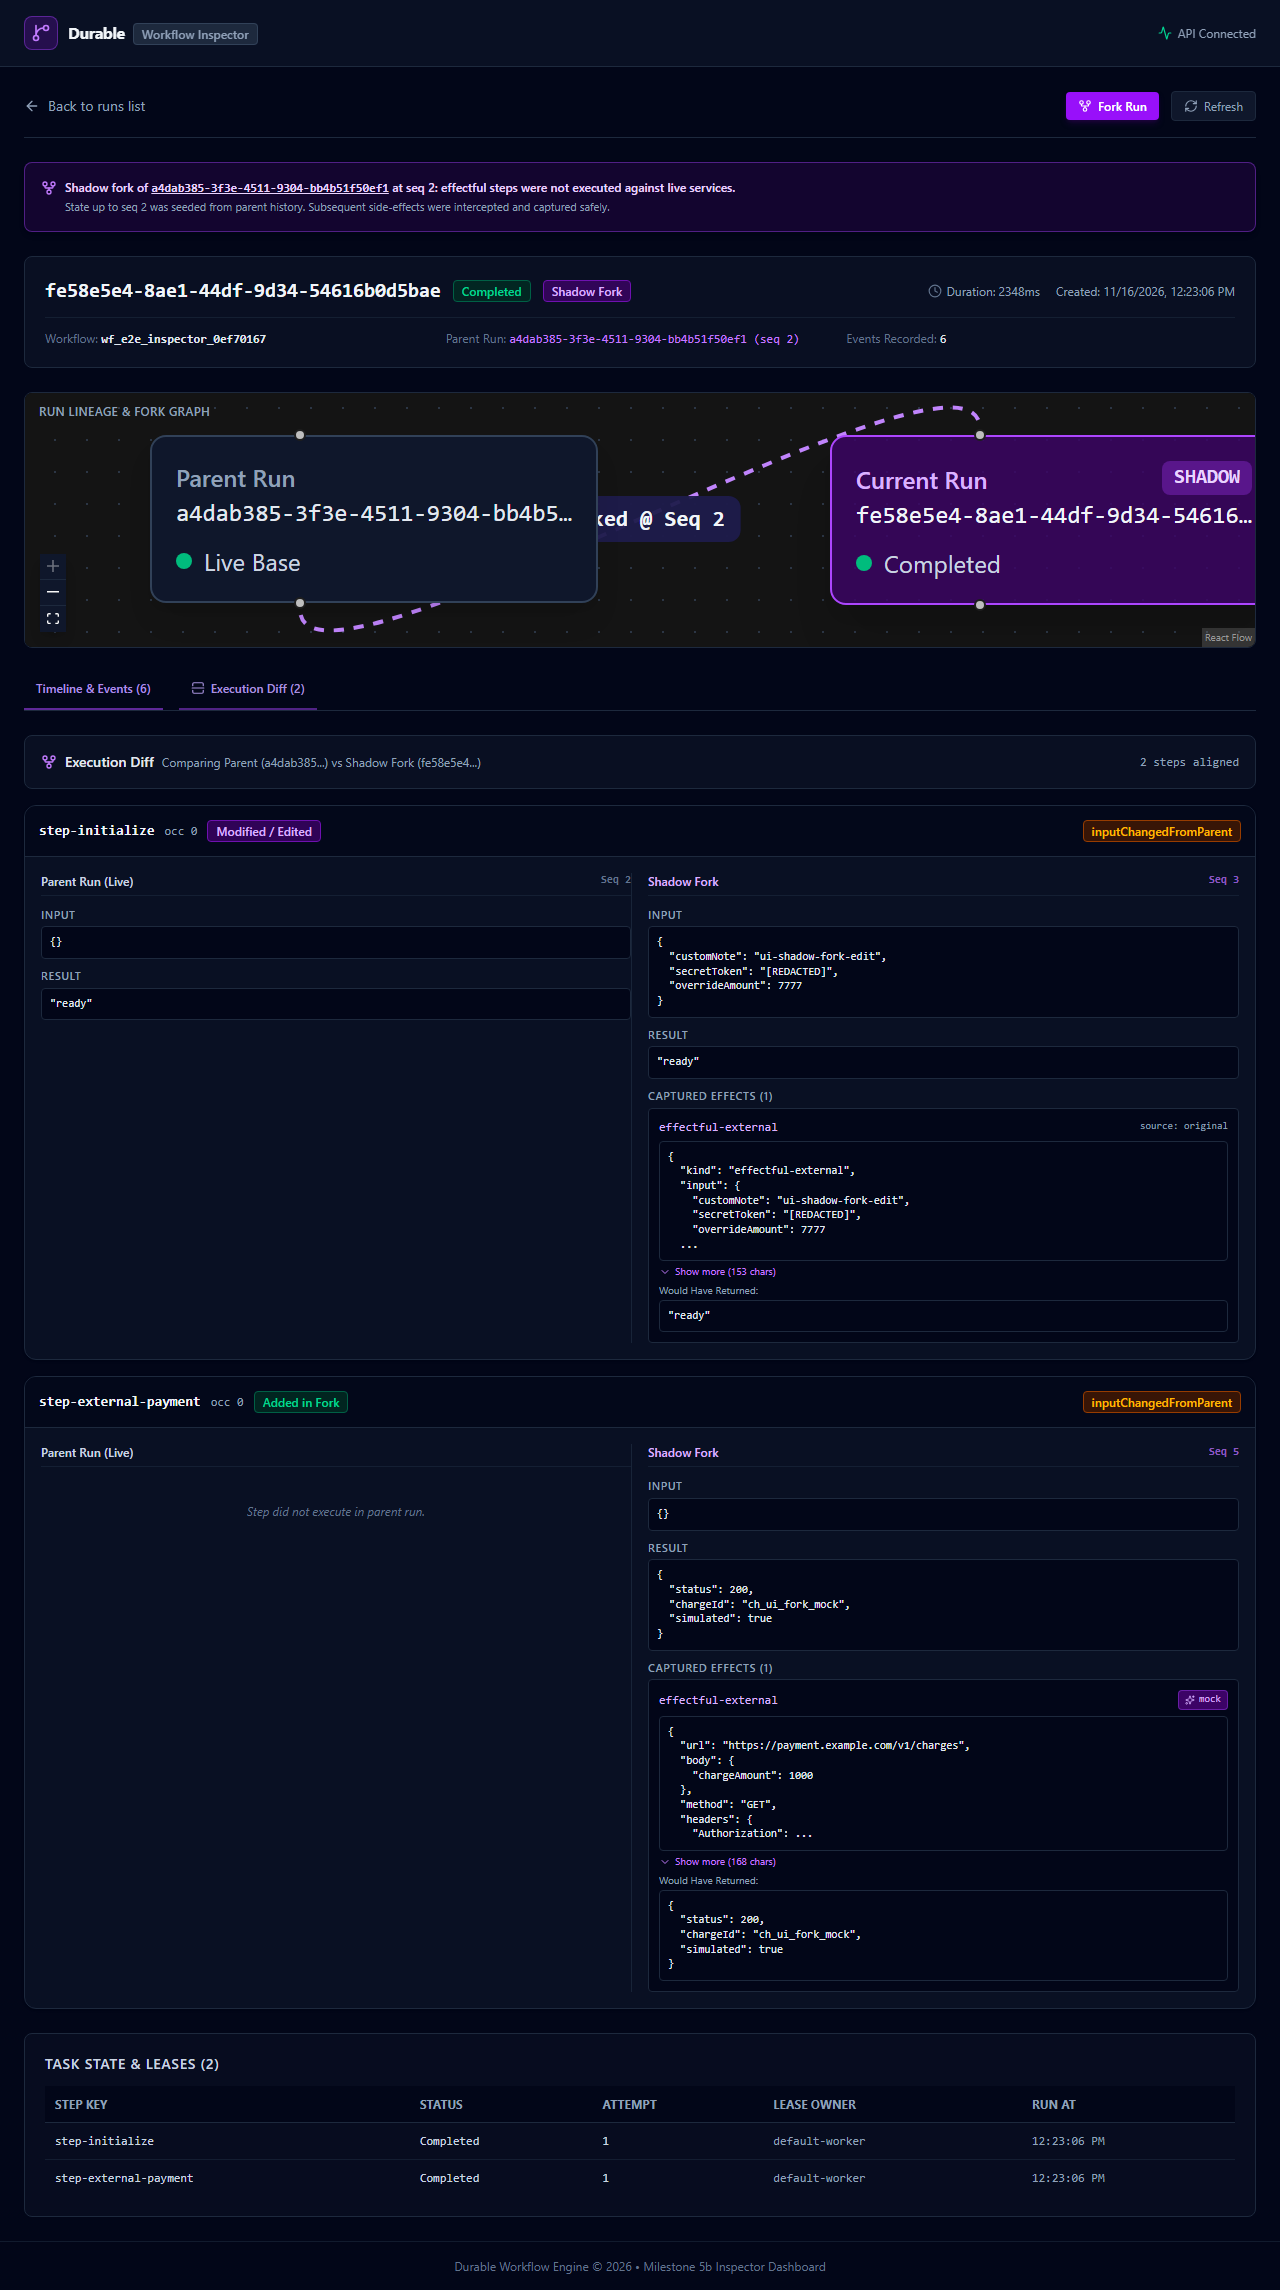 Durable
Workflow Inspector
API Connected
Back to runs list
Fork Run
Refresh
Shadow fork of a4dab385-3f3e-4511-9304-bb4b51f50ef1 at seq 2: effectful steps were not executed against live services.
State up to seq 2 was seeded from parent history. Subsequent side-effects were intercepted and captured safely.
fe58e5e4-8ae1-44df-9d34-54616b0d5bae
Completed
Shadow Fork
Duration: 2348ms
Created: 11/16/2026, 12:23:06 PM
Workflow: wf_e2e_inspector_0ef70167
Parent Run: a4dab385-3f3e-4511-9304-bb4b51f50ef1 (seq 2)
Events Recorded: 6
RUN LINEAGE & FORK GRAPH
Parent Run
a4dab385-3f3e-4511-9304-bb4b5...
Live Base
ked @ Seq 2
Current Run
SHADOW
fe58e5e4-8ae1-44df-9d34-54616...
Completed
React Flow
Timeline & Events (6)
Execution Diff (2)
Execution Diff
Comparing Parent (a4dab385...) vs Shadow Fork (fe58e5e4...)
2 steps aligned
step-initialize occ 0
Modified / Edited
inputChangedFromParent
Parent Run (Live)
Seq 2
INPUT
{}
RESULT
"ready"
Shadow Fork
Seq 3
INPUT
{
"customNote": "ui-shadow-fork-edit",
"secretToken": "[REDACTED]",
"overrideAmount": 7777
}
RESULT
"ready"
CAPTURED EFFECTS (1)
effectful-external
source: original
{
"kind": "effectful-external",
"input": {
"customNote": "ui-shadow-fork-edit",
"secretToken": "[REDACTED]",
"overrideAmount": 7777
...
Show more (153 chars)
Would Have Returned:
"ready"
step-external-payment occ 0
Added in Fork
inputChangedFromParent
Parent Run (Live)
Step did not execute in parent run.
Shadow Fork
Seq 5
INPUT
{}
RESULT
{
"status": 200,
"chargeId": "ch_ui_fork_mock",
"simulated": true
}
CAPTURED EFFECTS (1)
effectful-external
mock
{
"url": "https://payment.example.com/v1/charges",
"body": {
"chargeAmount": 1000
},
"method": "GET",
"headers": {
"Authorization": ...
Show more (168 chars)
Would Have Returned:
{
"status": 200,
"chargeId": "ch_ui_fork_mock",
"simulated": true
}
TASK STATE & LEASES (2)
STEP KEY STATUS ATTEMPT LEASE OWNER RUN AT
step-initialize Completed 1 default-worker 12:23:06 PM
step-external-payment Completed 1 default-worker 12:23:06 PM
Durable Workflow Engine © 2026 • Milestone 5b Inspector Dashboard